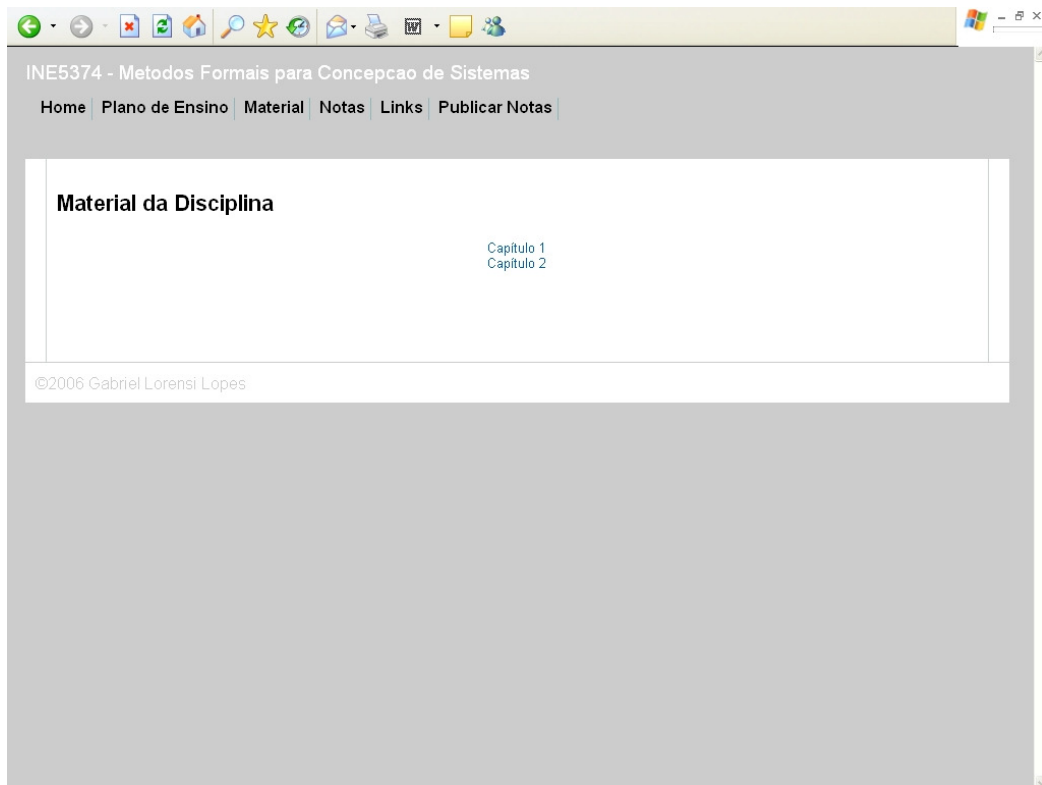 INE5374 - Metodos Formais para Concepcao de Sistemas
Home Plano de Ensino Material Notas Links Publicar Notas
Material da Disciplina
Capítulo 1
Capítulo 2
©2006 Gabriel Lorensi Lopes